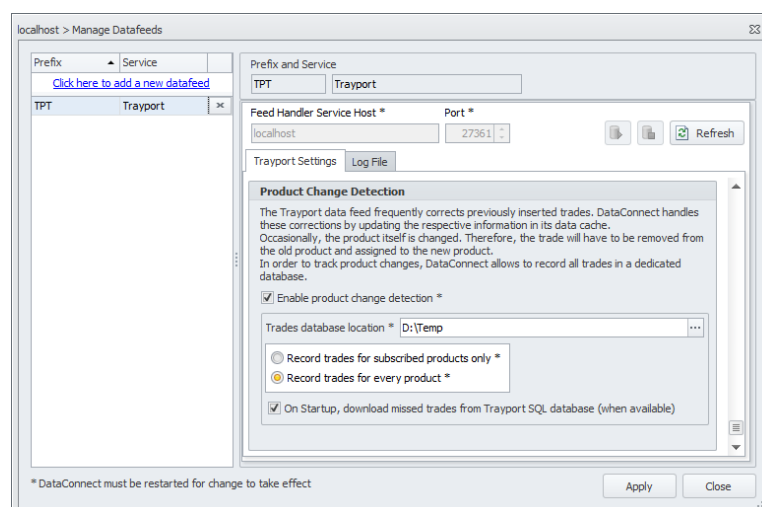 localhost > Manage Datafeeds
Prefix Service
Click here to add a new datafeed
TPT Trayport
Prefix and Service
TPT Trayport
Feed Handler Service Host * Port *
localhost 27361
Refresh
Trayport Settings Log File
Product Change Detection
The Trayport data feed frequently corrects previously inserted trades. DataConnect handles
these corrections by updating the respective information in its data cache.
Occasionally, the product itself is changed. Therefore, the trade will have to be removed from
the old product and assigned to the new product.
In order to track product changes, DataConnect allows to record all trades in a dedicated
database.
Enable product change detection *
Trades database location * D:\Temp ...
Record trades for subscribed products only *
Record trades for every product *
On Startup, download missed trades from Trayport SQL database (when available)
* DataConnect must be restarted for change to take effect
Apply Close